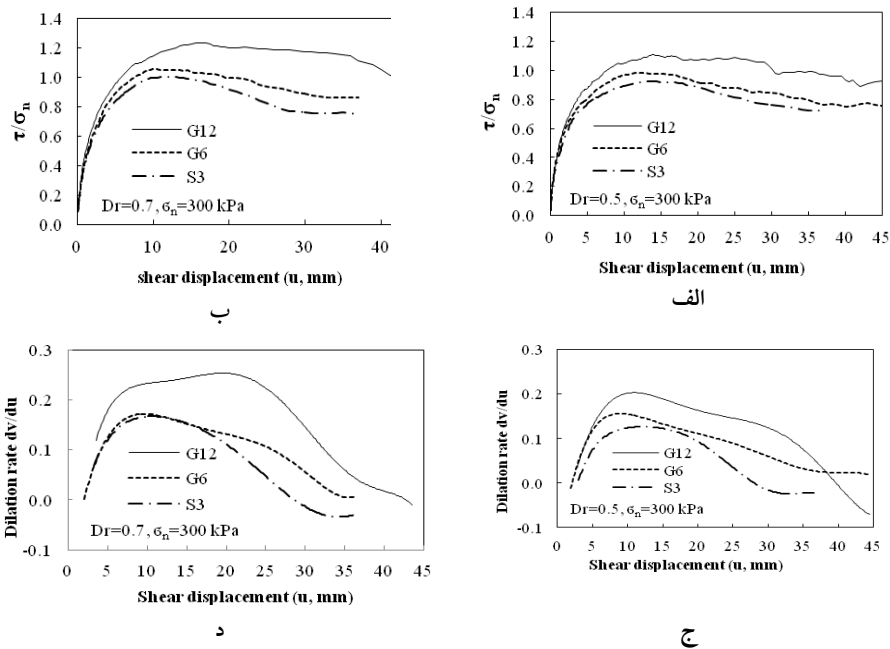 1.4
1.2
1.0
0.8
0.6
0.4
0.2
0.0
τ/σn
G12
G6
S3
Dr=0.7, σn=300 kPa
0 10 20 30 40
shear displacement (u, mm)
ب
1.4
1.2
1.0
0.8
0.6
0.4
0.2
0.0
τ/σn
G12
G6
S3
Dr=0.5, σn=300 kPa
0 5 10 15 20 25 30 35 40 45
Shear displacement (u, mm)
الف
0.3
0.2
0.1
0.0
-0.1
Dilation rate dv/du
G12
G6
S3
Dr=0.7, σn=300 kPa
0 5 10 15 20 25 30 35 40 45
Shear displacement (u, mm)
د
0.3
0.2
0.1
0.0
-0.1
Dilation rate dv/du
G12
G6
S3
Dr=0.5, σn=300 kPa
0 5 10 15 20 25 30 35 40 45
Shear displacement (u, mm)
ج